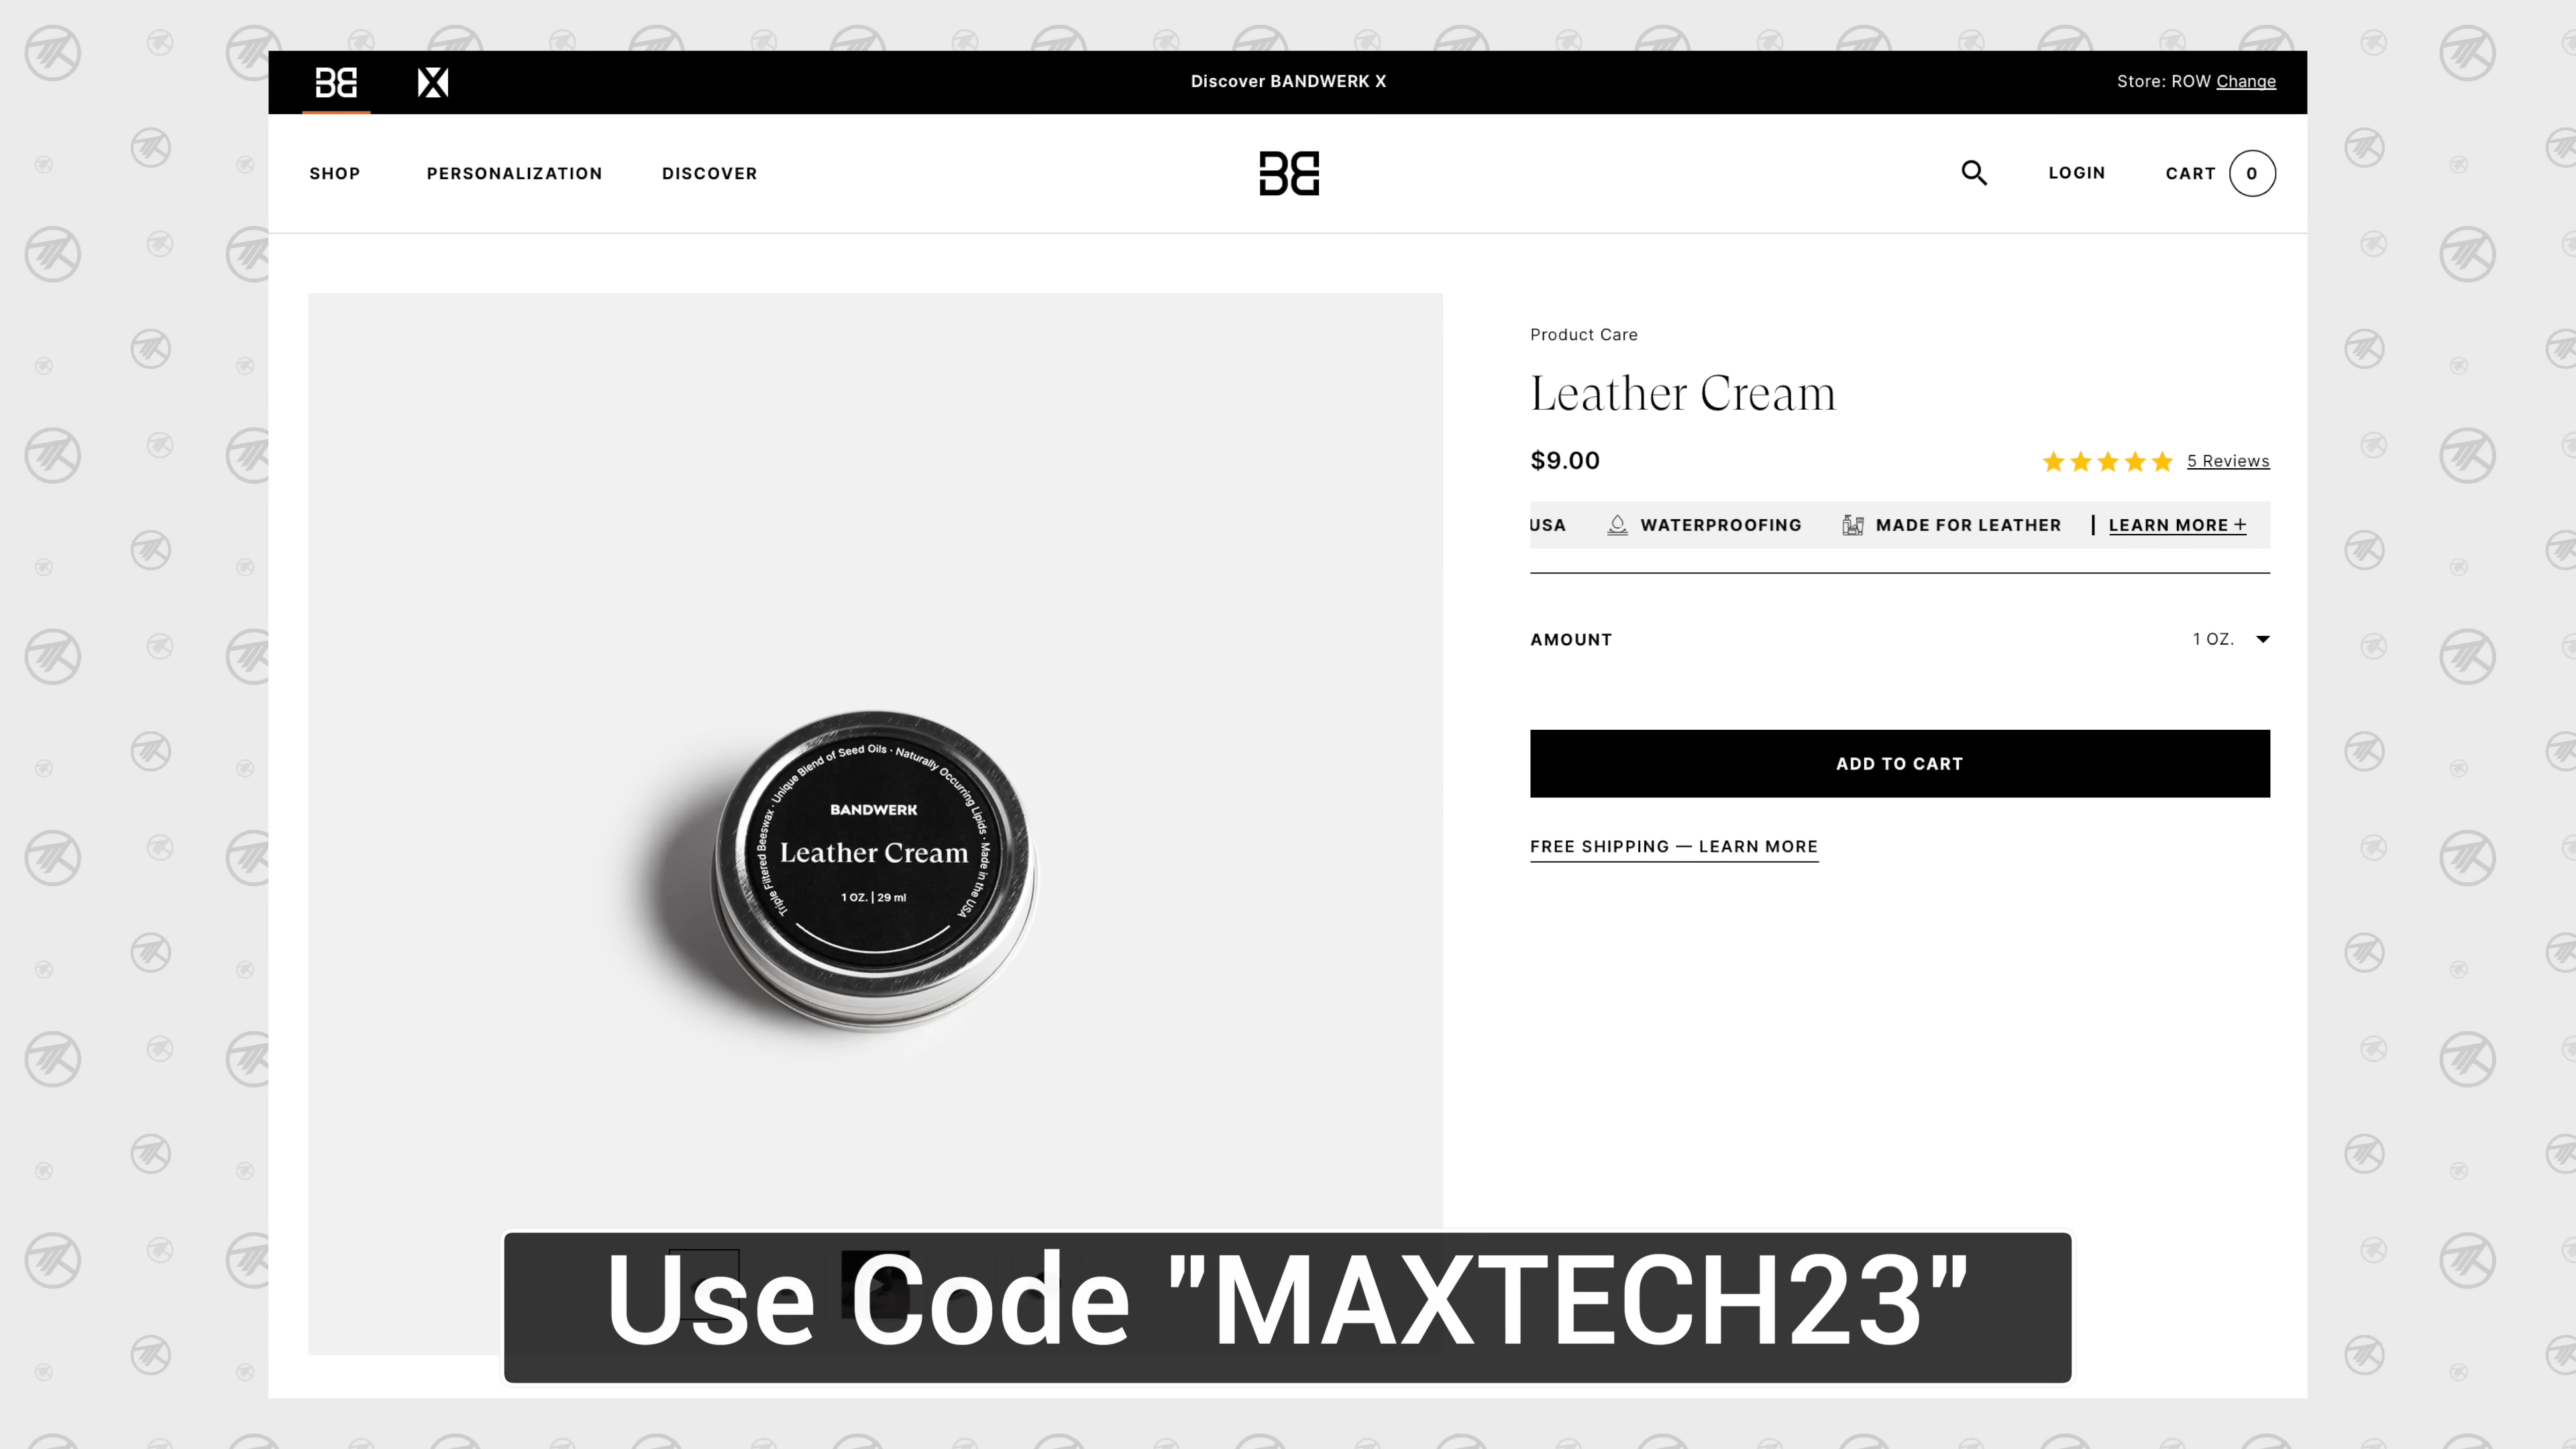 Discover BANDWERK X
Store: ROW Change
SHOP PERSONALIZATION DISCOVER
BB
LOGIN
CART 0
Product Care
Leather Cream
$9.00
5 Reviews
USA WATERPROOFING MADE FOR LEATHER | LEARN MORE +
AMOUNT 1 OZ.
ADD TO CART
FREE SHIPPING — LEARN MORE
Triple Filtered Beeswax · Unique Blend of Seed Oils · Naturally Occurring Lipids · Made in the USA
BANDWERK
Leather Cream
1 OZ. | 29 ml
Use Code "MAXTECH23"